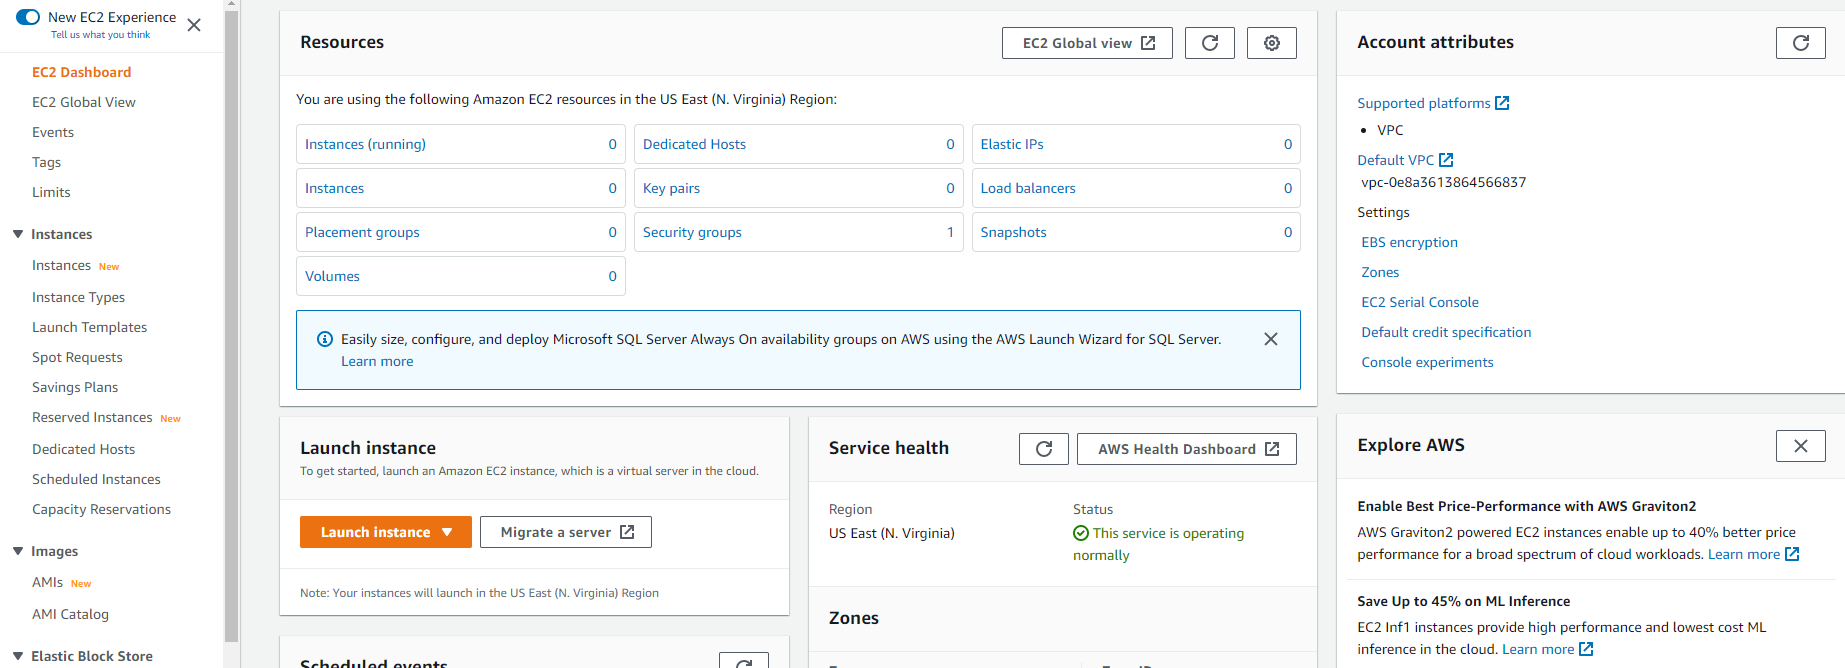 New EC2 Experience
Tell us what you think
EC2 Dashboard
EC2 Global View
Events
Tags
Limits
Instances
Instances New
Instance Types
Launch Templates
Spot Requests
Savings Plans
Reserved Instances New
Dedicated Hosts
Scheduled Instances
Capacity Reservations
Images
AMIs New
AMI Catalog
Elastic Block Store
Resources
EC2 Global view
You are using the following Amazon EC2 resources in the US East (N. Virginia) Region:
Instances (running) 0
Dedicated Hosts 0
Elastic IPs 0
Instances 0
Key pairs 0
Load balancers 0
Placement groups 0
Security groups 1
Snapshots 0
Volumes 0
Easily size, configure, and deploy Microsoft SQL Server Always On availability groups on AWS using the AWS Launch Wizard for SQL Server.
Learn more
Launch instance
To get started, launch an Amazon EC2 instance, which is a virtual server in the cloud.
Launch instance
Migrate a server
Note: Your instances will launch in the US East (N. Virginia) Region
Scheduled events
Service health
AWS Health Dashboard
Region
US East (N. Virginia)
Status
This service is operating
normally
Zones
Account attributes
Supported platforms
• VPC
Default VPC
vpc-0e8a3613864566837
Settings
EBS encryption
Zones
EC2 Serial Console
Default credit specification
Console experiments
Explore AWS
Enable Best Price-Performance with AWS Graviton2
AWS Graviton2 powered EC2 instances enable up to 40% better price
performance for a broad spectrum of cloud workloads. Learn more
Save Up to 45% on ML Inference
EC2 Inf1 instances provide high performance and lowest cost ML
inference in the cloud. Learn more